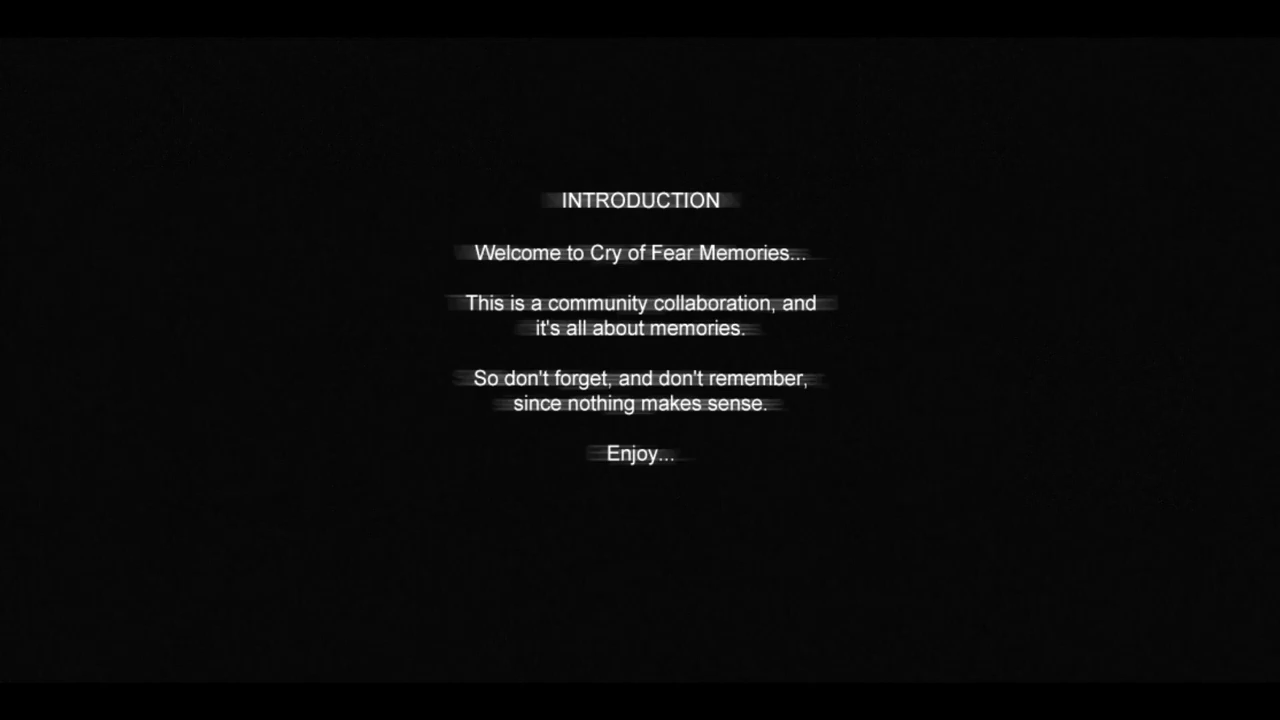 INTRODUCTION
Welcome to Cry of Fear Memories...
This is a community collaboration, and
it's all about memories.
So don't forget, and don't remember,
since nothing makes sense.
Enjoy...